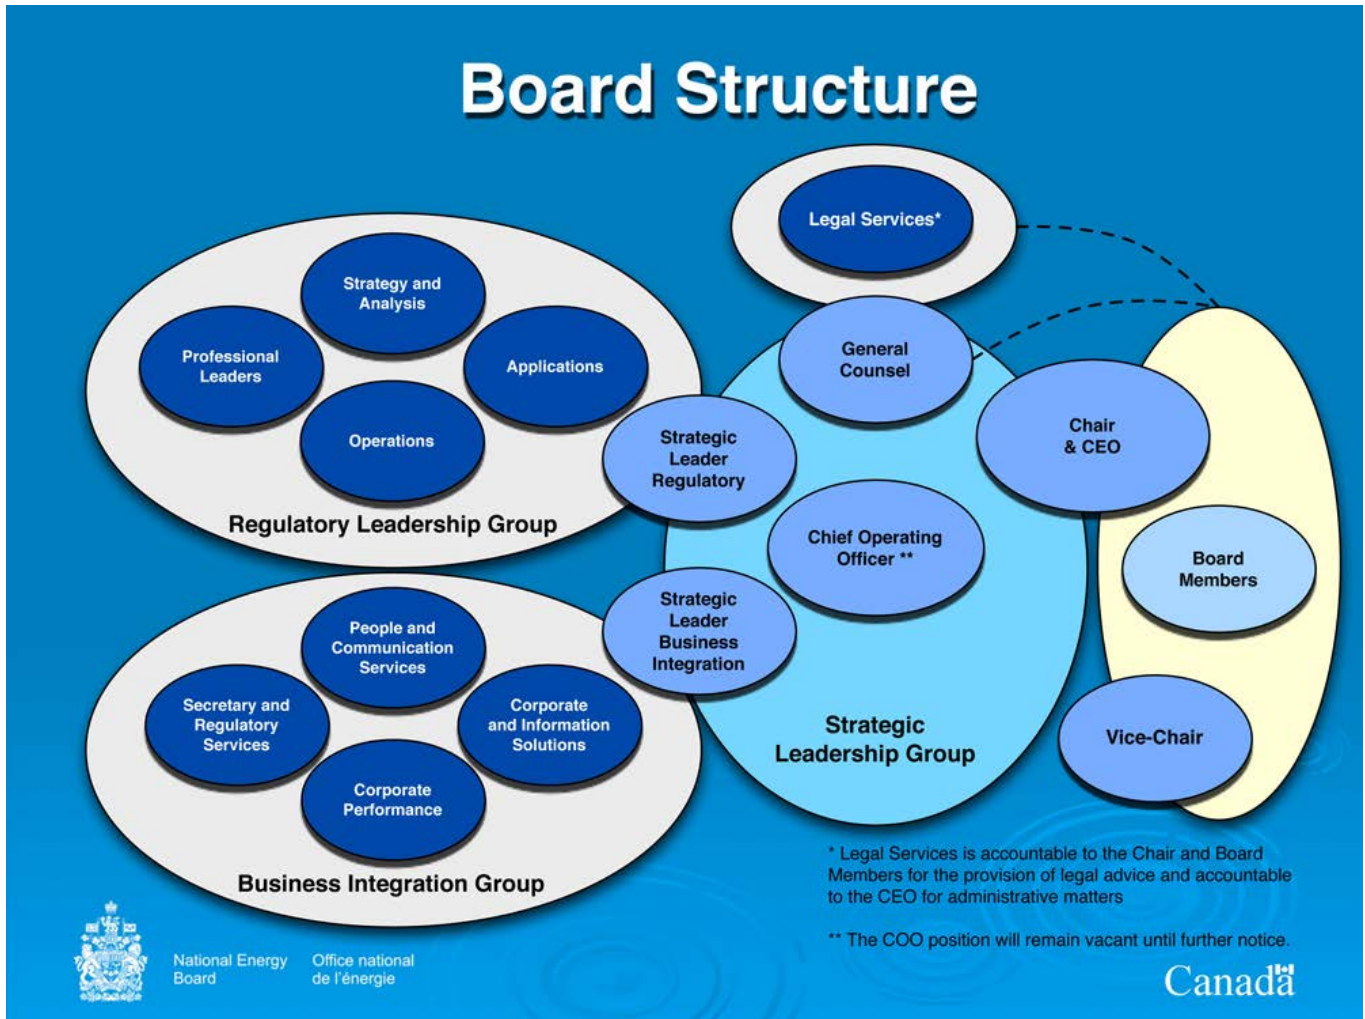 Board Structure
Legal Services*
Strategy and
Analysis
Professional
Leaders
Applications
Operations
Regulatory Leadership Group
General
Counsel
Strategic
Leader
Regulatory
Chair
& CEO
Chief Operating
Officer **
Board
Members
Strategic
Leader
Business
Integration
People and
Communication
Services
Secretary and
Regulatory
Services
Corporate
and Information
Solutions
Corporate
Performance
Business Integration Group
Strategic
Leadership Group
Vice-Chair
* Legal Services is accountable to the Chair and Board
Members for the provision of legal advice and accountable
to the CEO for administrative matters
** The COO position will remain vacant until further notice.
National Energy
Board
Office national
de l'énergie
Canada